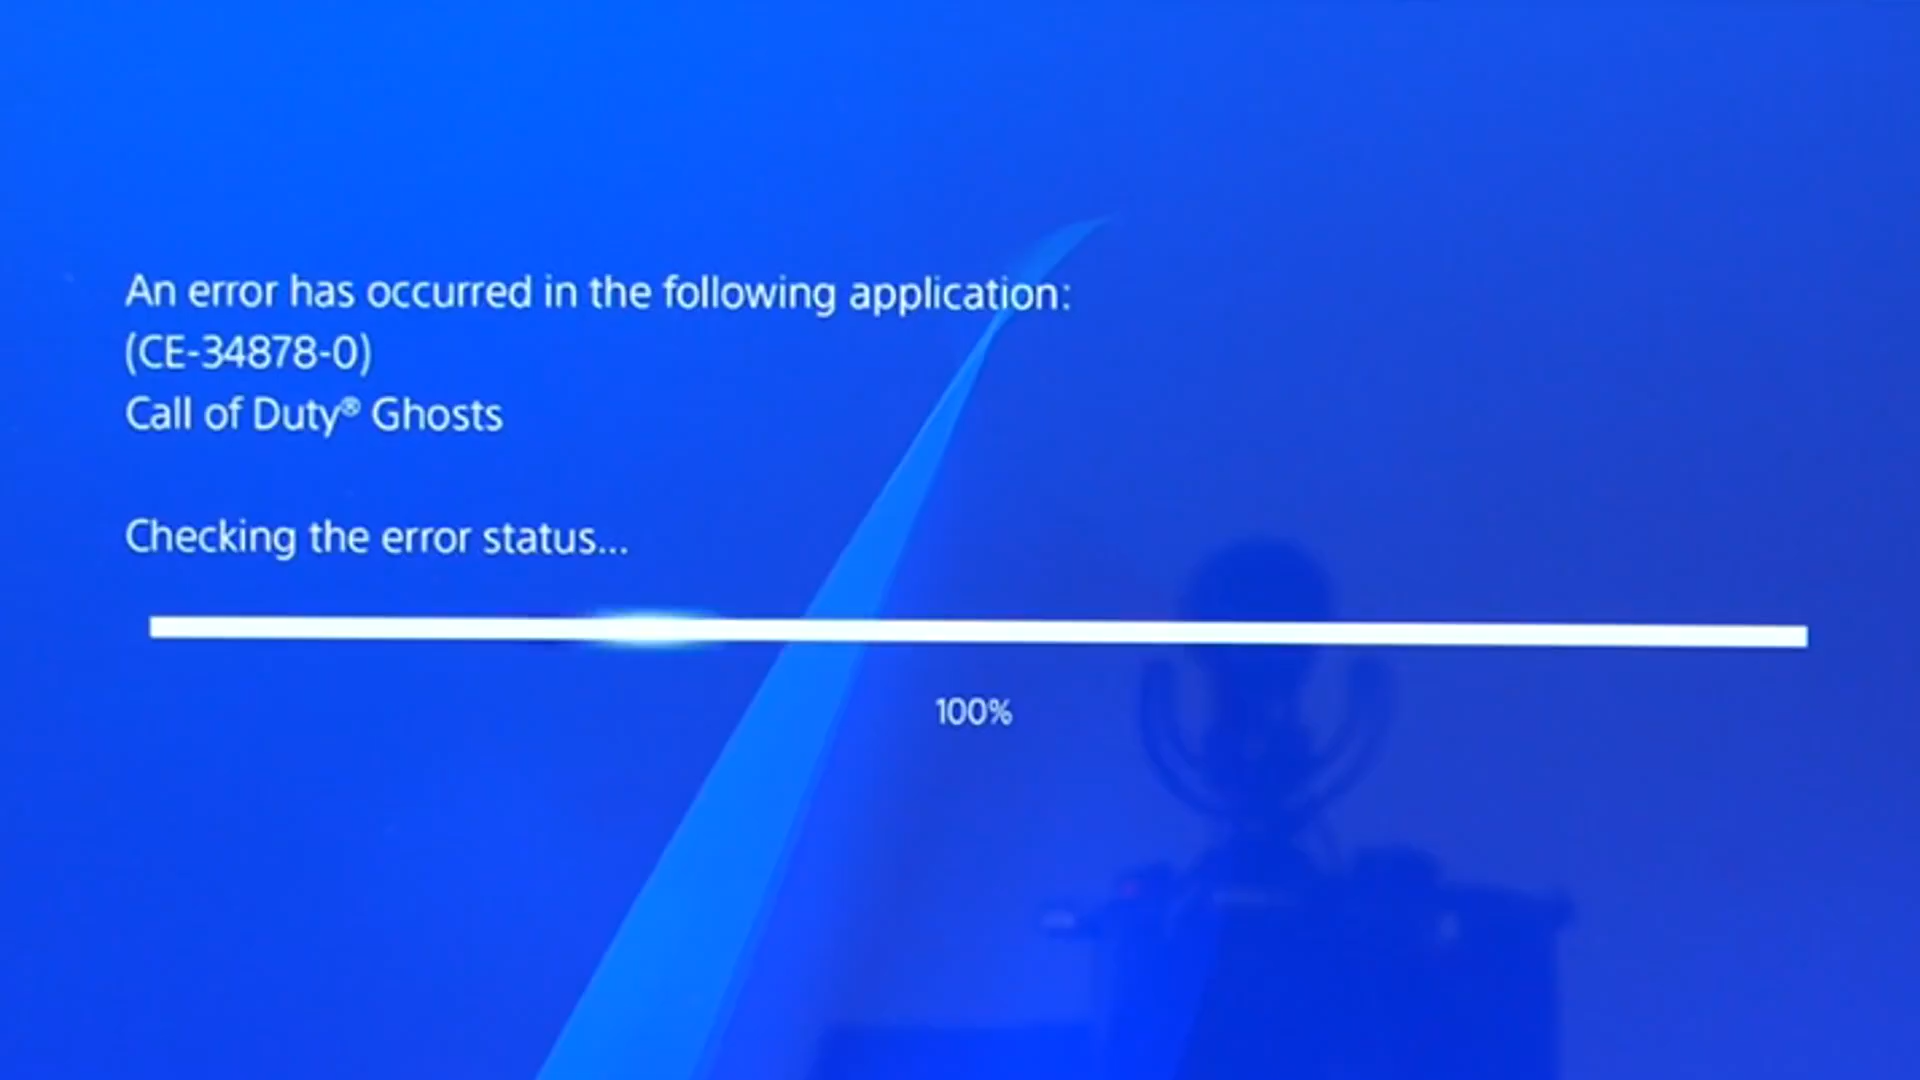 An error has occurred in the following application:
(CE-34878-0)
Call of Duty® Ghosts
Checking the error status...
100%